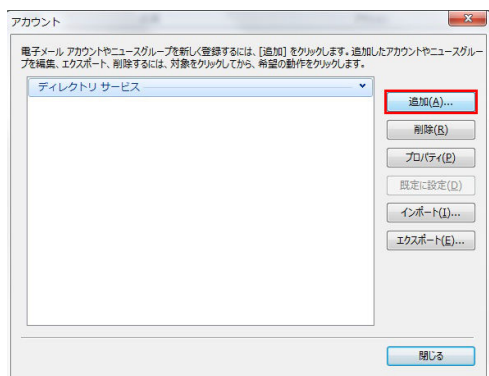 アカウント
電子メール アカウントやニュースグループを新しく登録するには、[追加] をクリックします。追加したアカウントやニュースグルー
プを編集、エクスポート、削除するには、対象をクリックしてから、希望の動作をクリックします。
ディレクトリ サービス
追加(A)...
削除(R)
プロパティ(P)
既定に設定(D)
インポート(I)...
エクスポート(E)...
閉じる